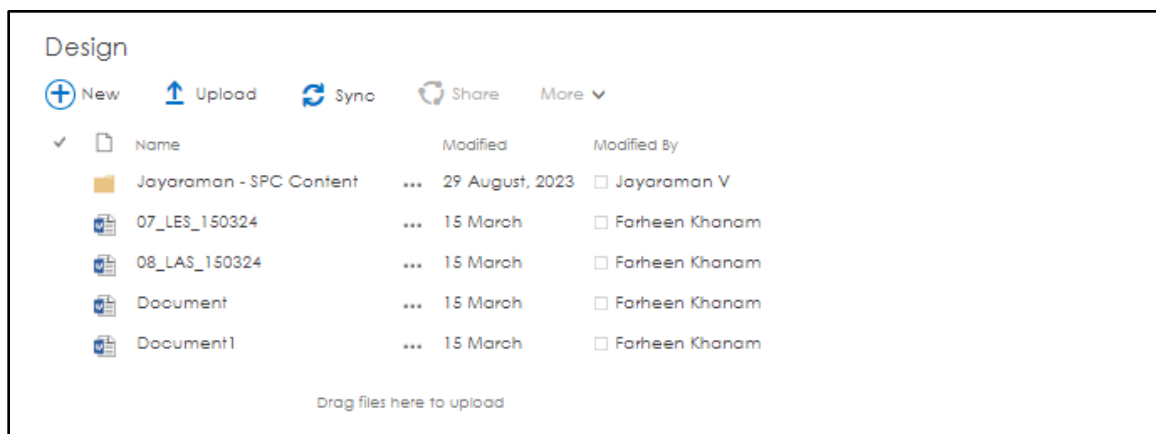 Design
New Upload Sync Share More
Name Modified Modified By
Jayaraman - SPC Content ... 29 August, 2023 Jayaraman V
07_LES_150324 ... 15 March Farheen Khanam
08_LAS_150324 ... 15 March Farheen Khanam
Document ... 15 March Farheen Khanam
Document1 ... 15 March Farheen Khanam
Drag files here to upload